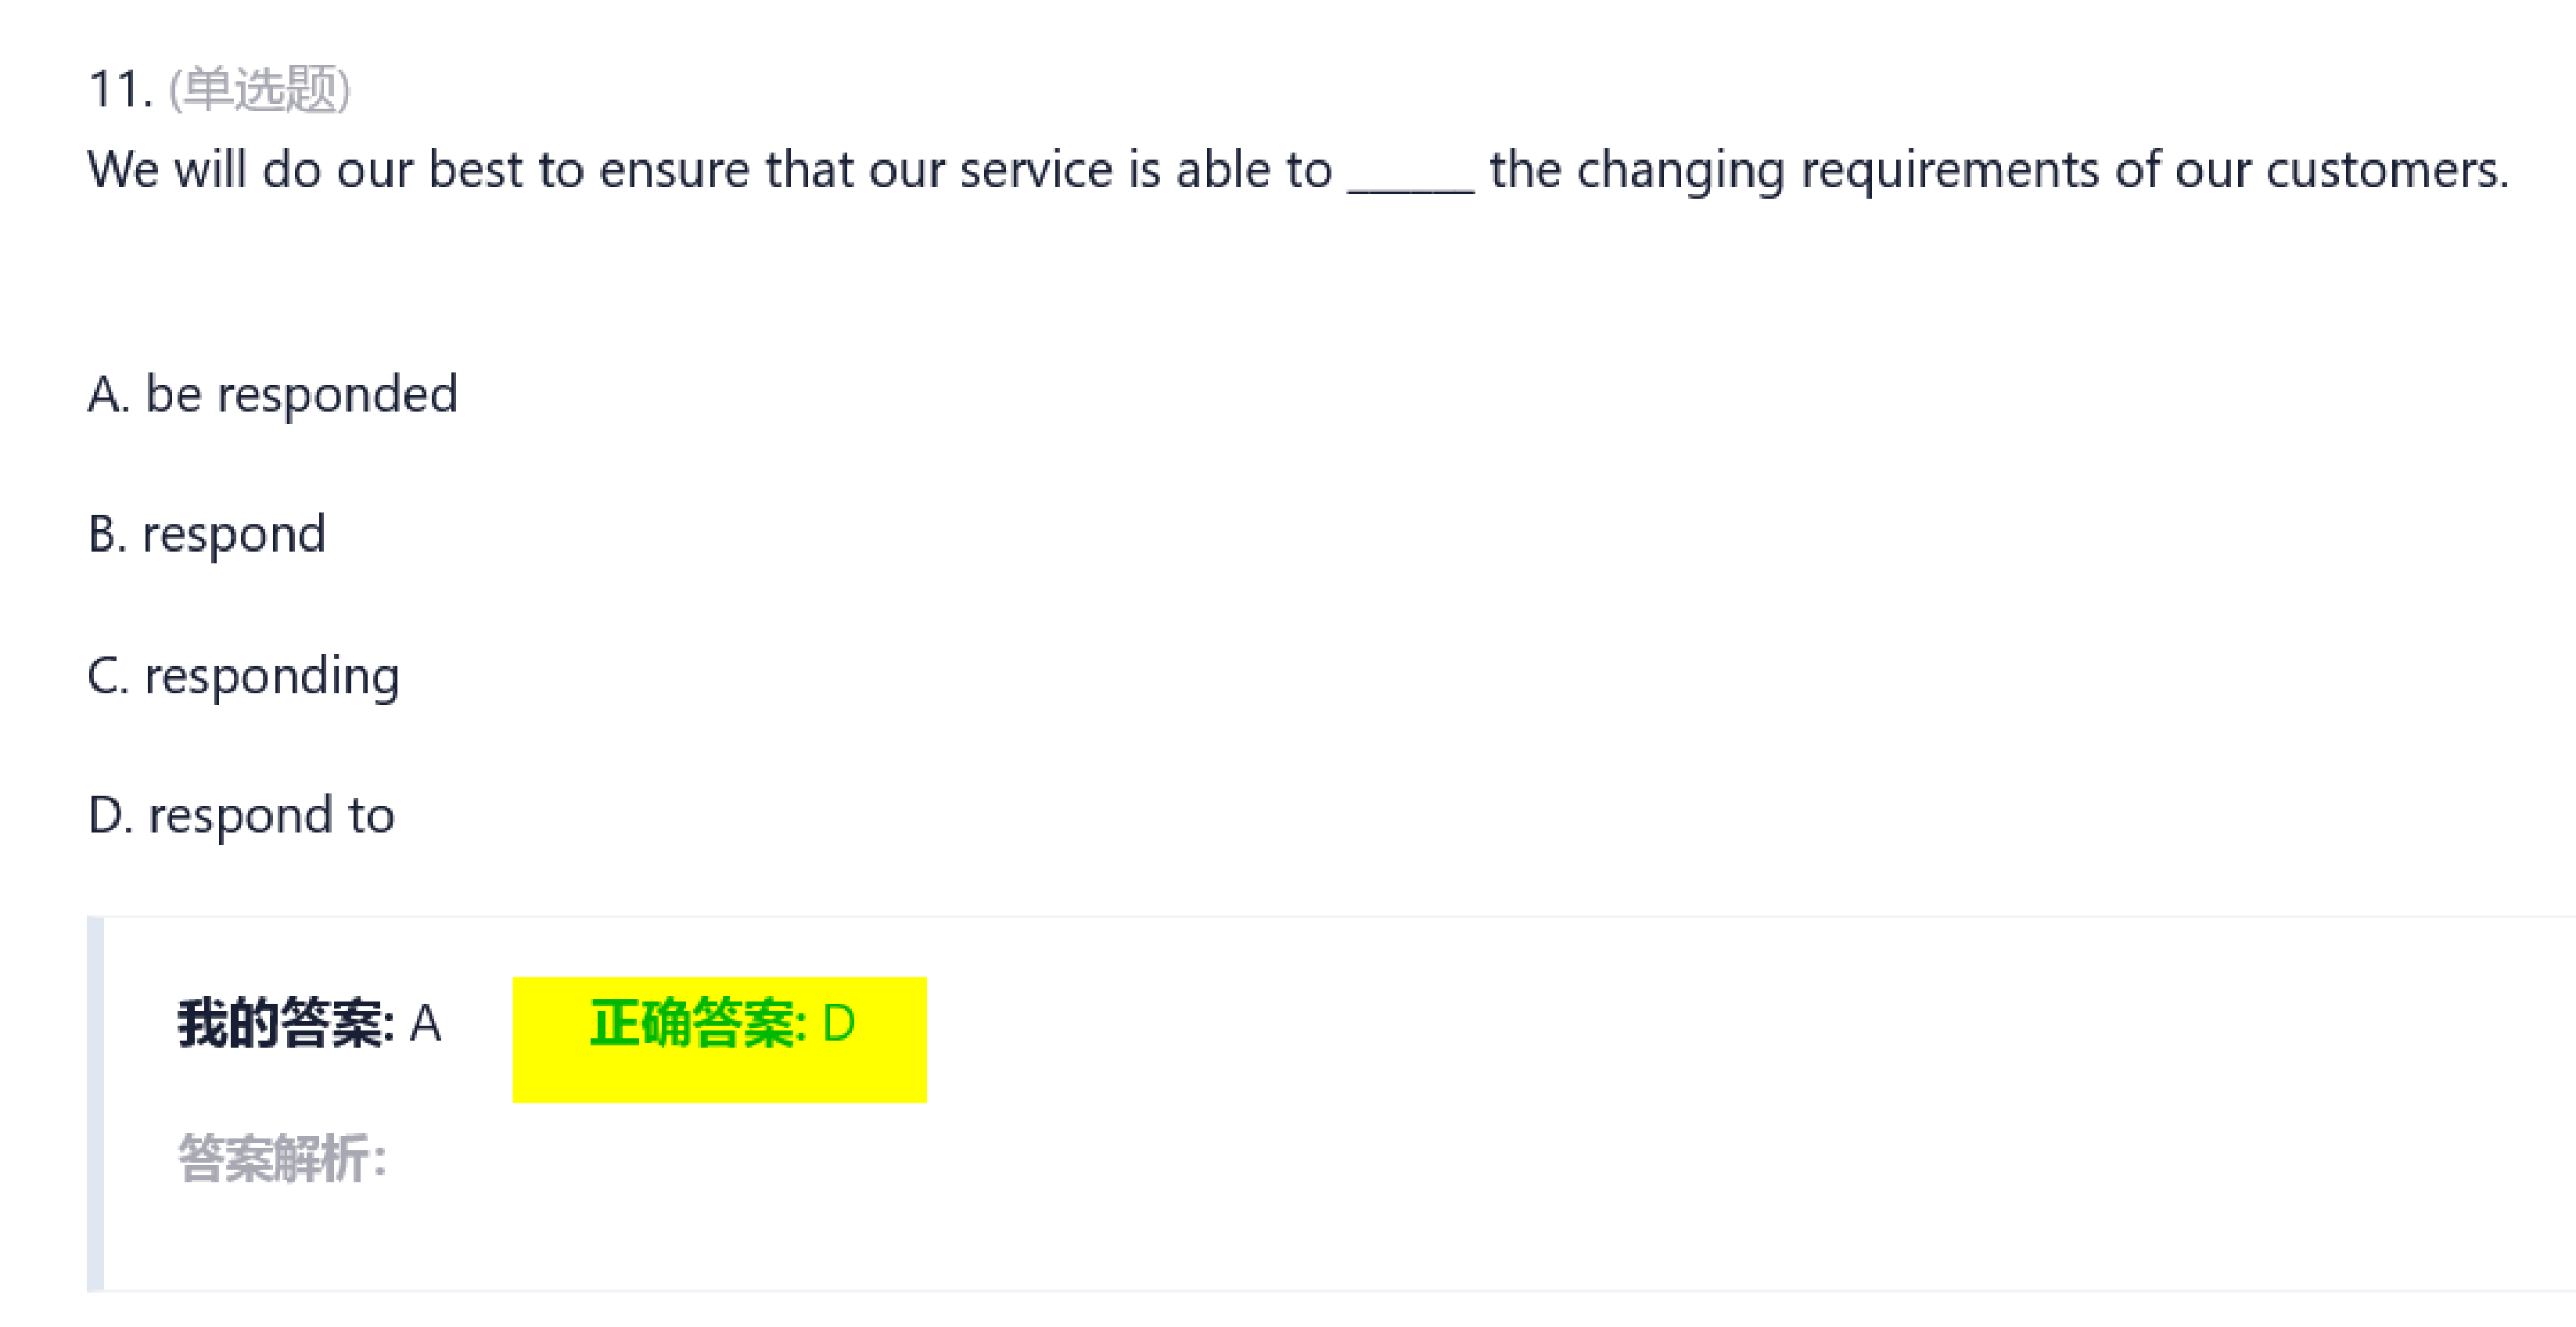 11. (单选题)
We will do our best to ensure that our service is able to ______ the changing requirements of our customers.
A. be responded
B. respond
C. responding
D. respond to
我的答案: A 正确答案: D
答案解析: